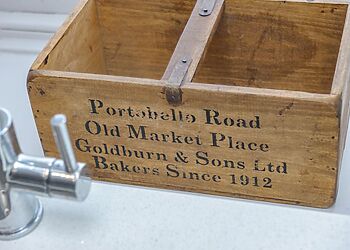 Portobello Road
Old Market Place
Goldburn & Sons Ltd
Bakers Since 1912